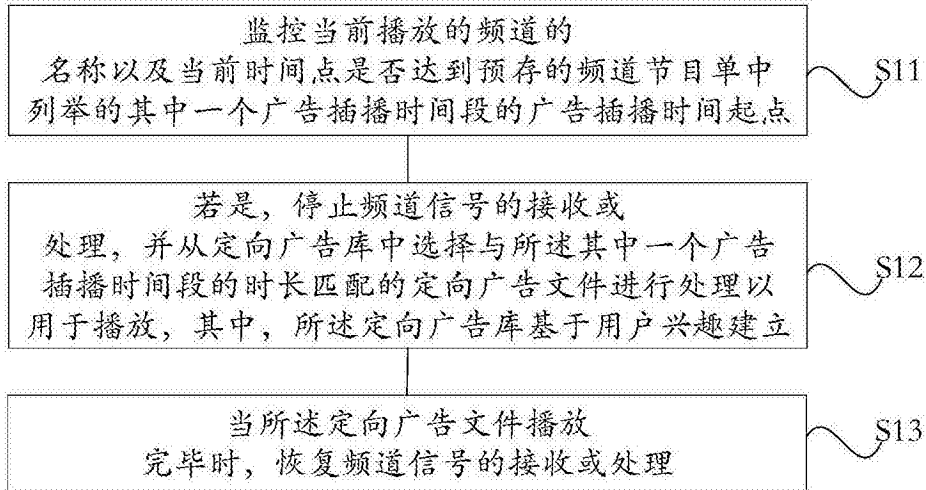 监控当前播放的频道的
名称以及当前时间点是否达到预存的频道节目单中
列举的其中一个广告插播时间段的广告插播时间起点
S11
若是，停止频道信号的接收或
处理，并从定向广告库中选择与所述其中一个广告
插播时间段的时长匹配的定向广告文件进行处理以
用于播放，其中，所述定向广告库基于用户兴趣建立
S12
当所述定向广告文件播放
完毕时，恢复频道信号的接收或处理
S13